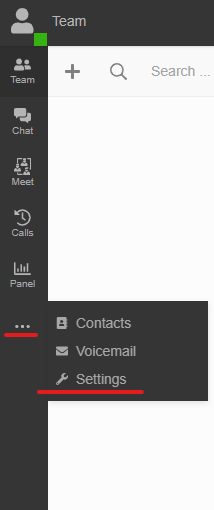 Team
Team
Search ...
Chat
Meet
Calls
Panel
...
Contacts
Voicemail
Settings